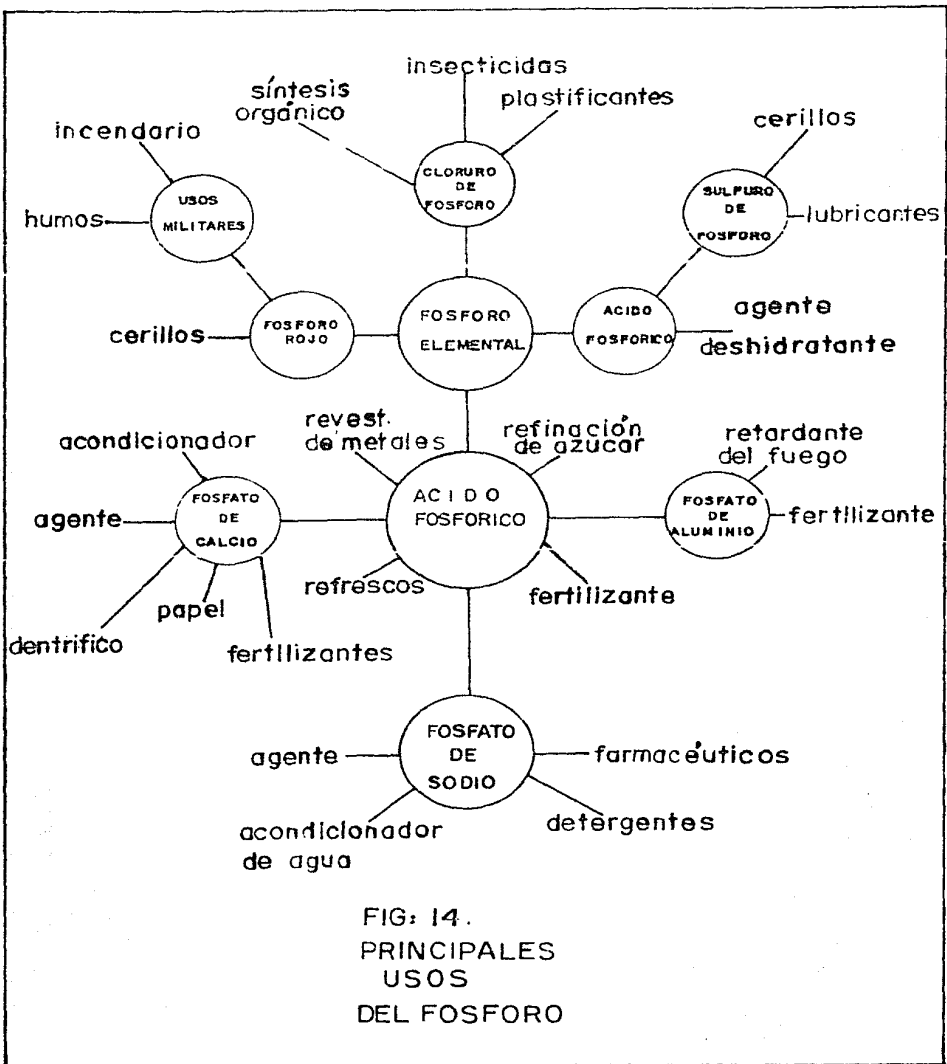 insecticidas
síntesis
orgánico
plastificantes
incendario
cerillos
CLORURO
DE
FOSFORO
USOS
MILITARES
SULFURO
DE
FOSFORO
humos
lubricantes
FOSFORO
ROJO
FOSFORO
ELEMENTAL
ACIDO
FOSFORICO
cerillos
agente
deshidratante
revest.
de metales
refinación
de azúcar
acondicionador
retardante
del fuego
FOSFATO
DE
CALCIO
ACIDO
FOSFORICO
FOSFATO
DE
ALUMINIO
agente
fertilizante
refrescos
fertilizante
papel
dentrifico
fertilizantes
FOSFATO
DE
SODIO
agente
farmacéuticos
acondicionador
de agua
detergentes
FIG: 14.
PRINCIPALES
USOS
DEL FOSFORO